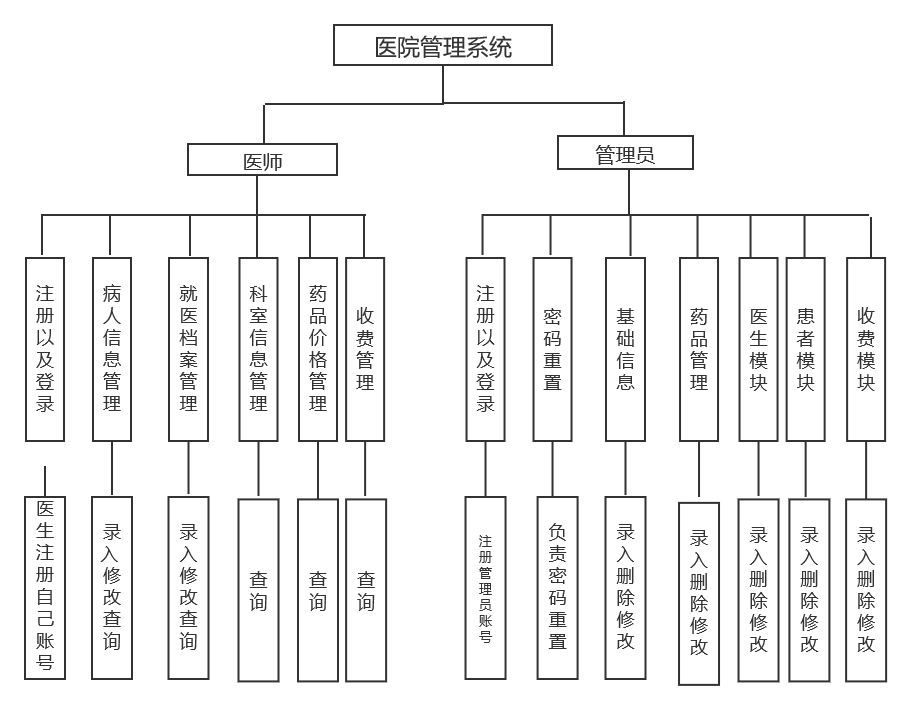 医院管理系统
医师
管理员
注册以及登录
病人信息管理
就医档案管理
科室信息管理
药品价格管理
收费管理
注册以及登录
密码重置
基础信息
药品管理
医生模块
患者模块
收费模块
医生注册自己账号
录入修改查询
录入修改查询
查询
查询
查询
注册管理员账号
负责密码重置
录入删除修改
录入删除修改
录入删除修改
录入删除修改
录入删除修改